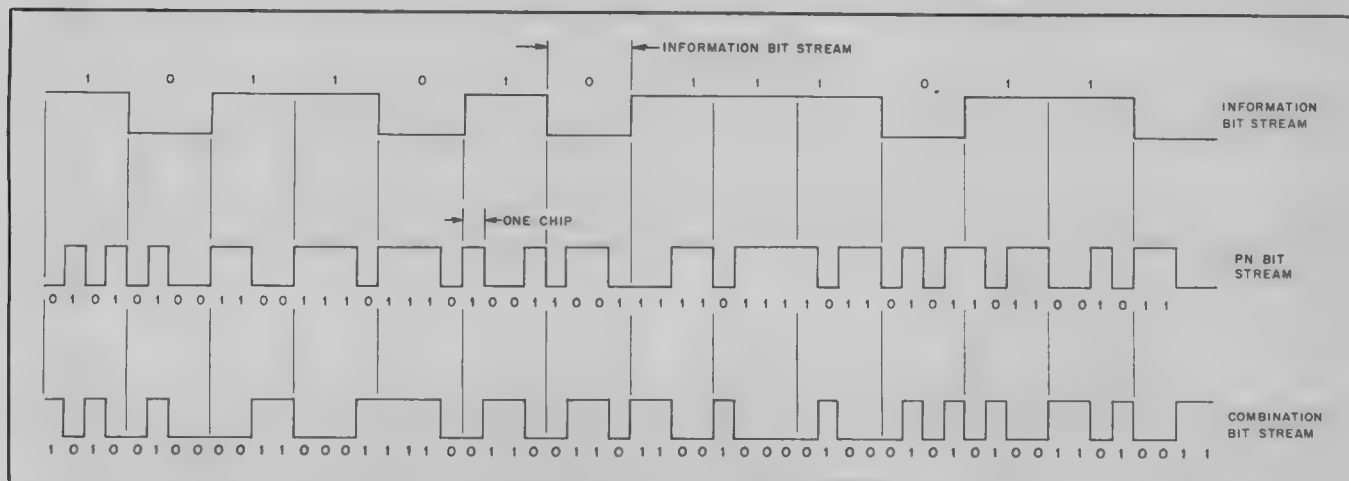 INFORMATION BIT STREAM
1 0 1 1 0 1 0 1 1 1 0 1 1
INFORMATION
BIT STREAM
ONE CHIP
PN BIT
STREAM
0 1 0 1 0 1 0 0 1 1 0 0 1 1 1 0 1 1 1 0 1 0 0 1 1 0 0 1 1 1 1 1 0 1 1 1 1 0 1 1 0 1 0 1 1 0 1 1 0 0 1 0 1 1
COMBINATION
BIT STREAM
1 0 1 0 0 1 0 0 0 0 1 1 0 0 0 1 1 1 1 0 0 1 1 0 0 1 1 0 1 1 0 0 1 0 0 0 0 1 0 0 0 1 0 1 0 1 0 0 1 1 0 1 0 0 1 1